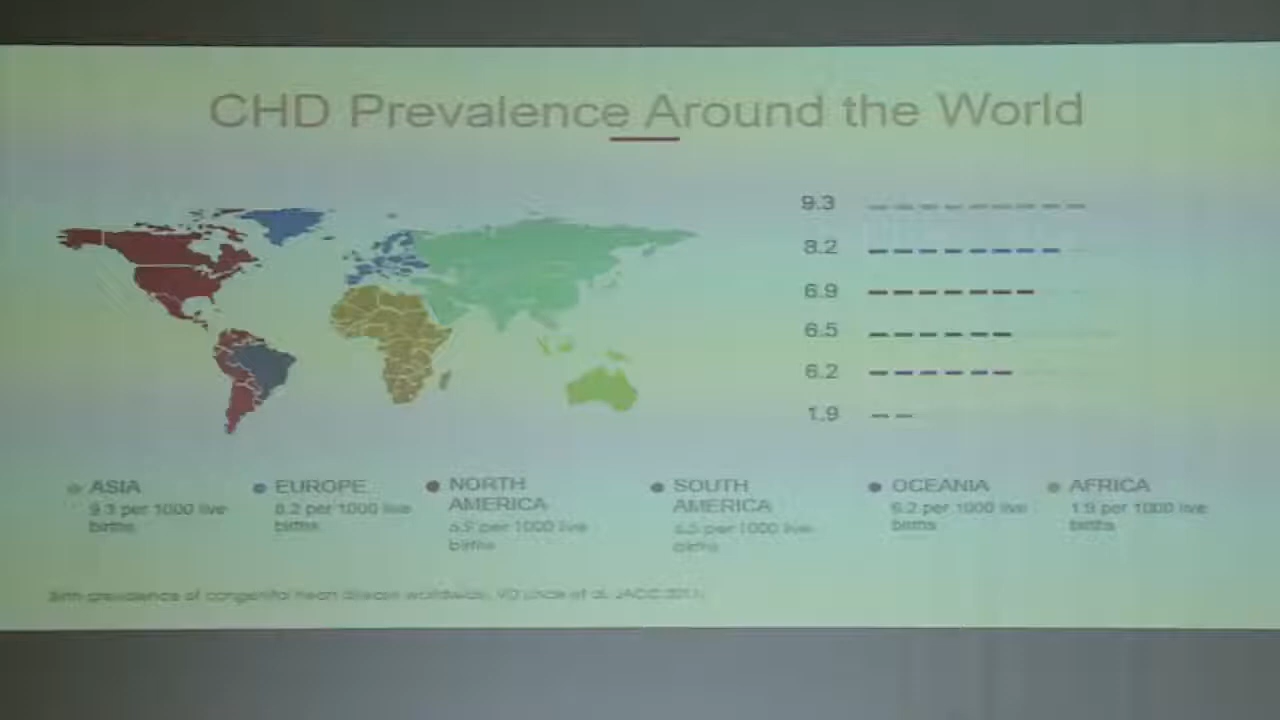 CHD Prevalence Around the World
9.3
8.2
6.9
6.5
6.2
1.9
ASIA
9.3 per 1000 live
births
EUROPE
8.2 per 1000 live
births
NORTH
AMERICA
6.9 per 1000 live
births
SOUTH
AMERICA
6.5 per 1000 live
births
OCEANIA
6.2 per 1000 live
births
AFRICA
1.9 per 1000 live
births
Birth prevalence of congenital heart disease worldwide, et al. JACC